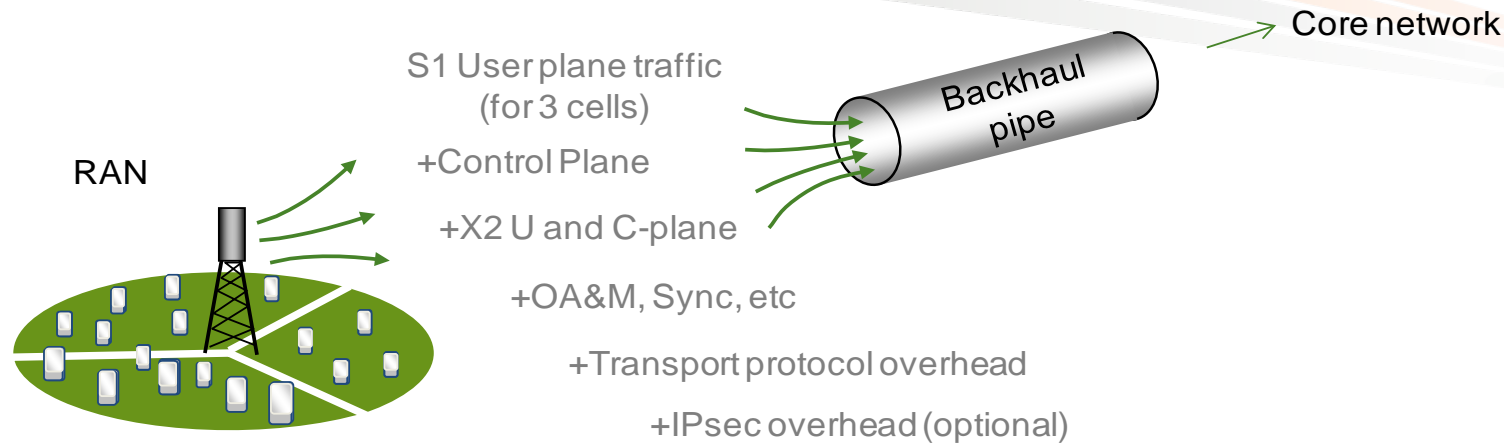 Core network
S1 User plane traffic
(for 3 cells)
Backhaul
pipe
+Control Plane
RAN
+X2 U and C-plane
+OA&M, Sync, etc
+Transport protocol overhead
+IPsec overhead (optional)